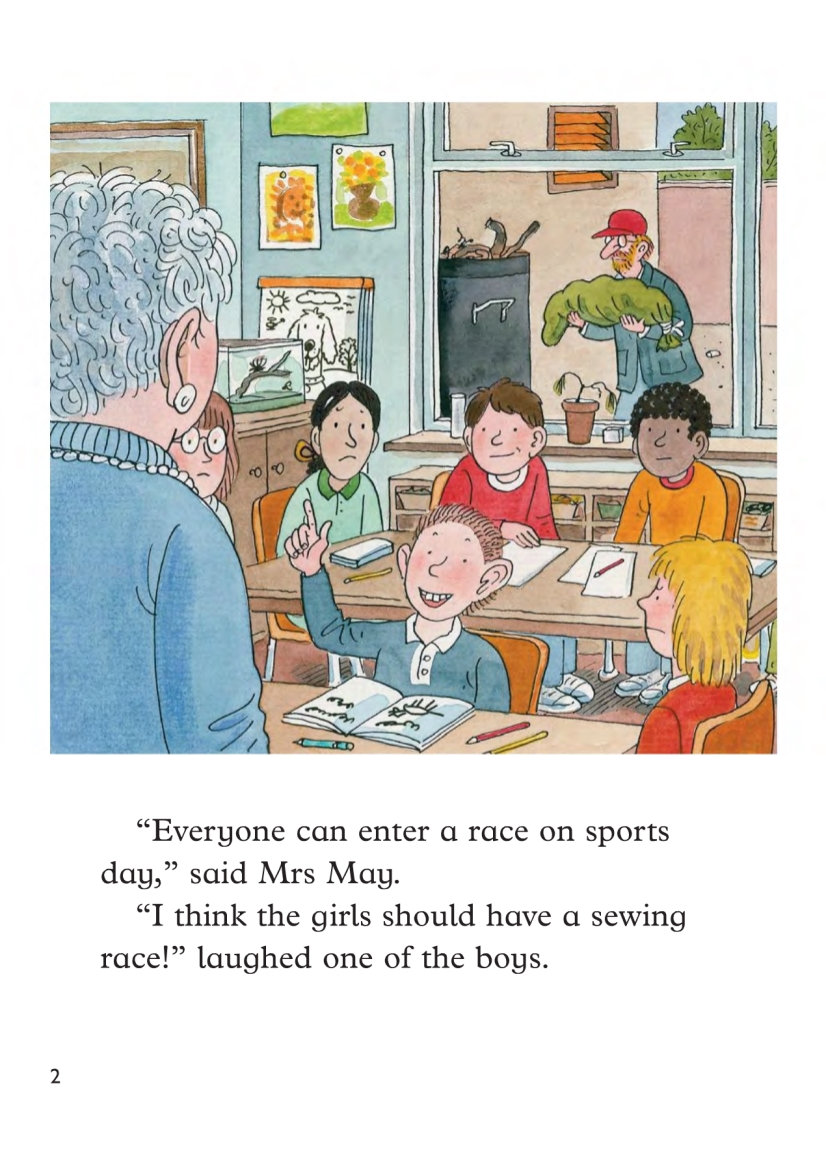 “Everyone can enter a race on sports
day,” said Mrs May.
“I think the girls should have a sewing
race!” laughed one of the boys.
2